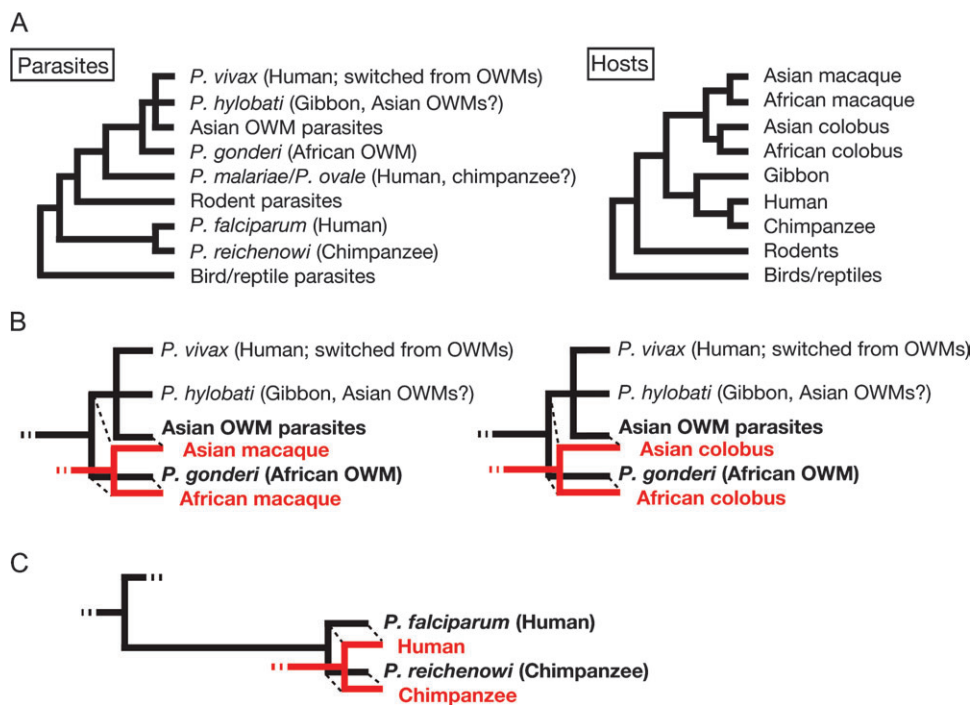 A
Parasites
P. vivax (Human; switched from OWMs)
P. hylobati (Gibbon, Asian OWMs?)
Asian OWM parasites
P. gonderi (African OWM)
P. malariae/P. ovale (Human, chimpanzee?)
Rodent parasites
P. falciparum (Human)
P. reichenowi (Chimpanzee)
Bird/reptile parasites
Hosts
Asian macaque
African macaque
Asian colobus
African colobus
Gibbon
Human
Chimpanzee
Rodents
Birds/reptiles
B
P. vivax (Human; switched from OWMs)
P. hylobati (Gibbon, Asian OWMs?)
Asian OWM parasites
Asian macaque
P. gonderi (African OWM)
African macaque
P. vivax (Human; switched from OWMs)
P. hylobati (Gibbon, Asian OWMs?)
Asian OWM parasites
Asian colobus
P. gonderi (African OWM)
African colobus
C
P. falciparum (Human)
Human
P. reichenowi (Chimpanzee)
Chimpanzee